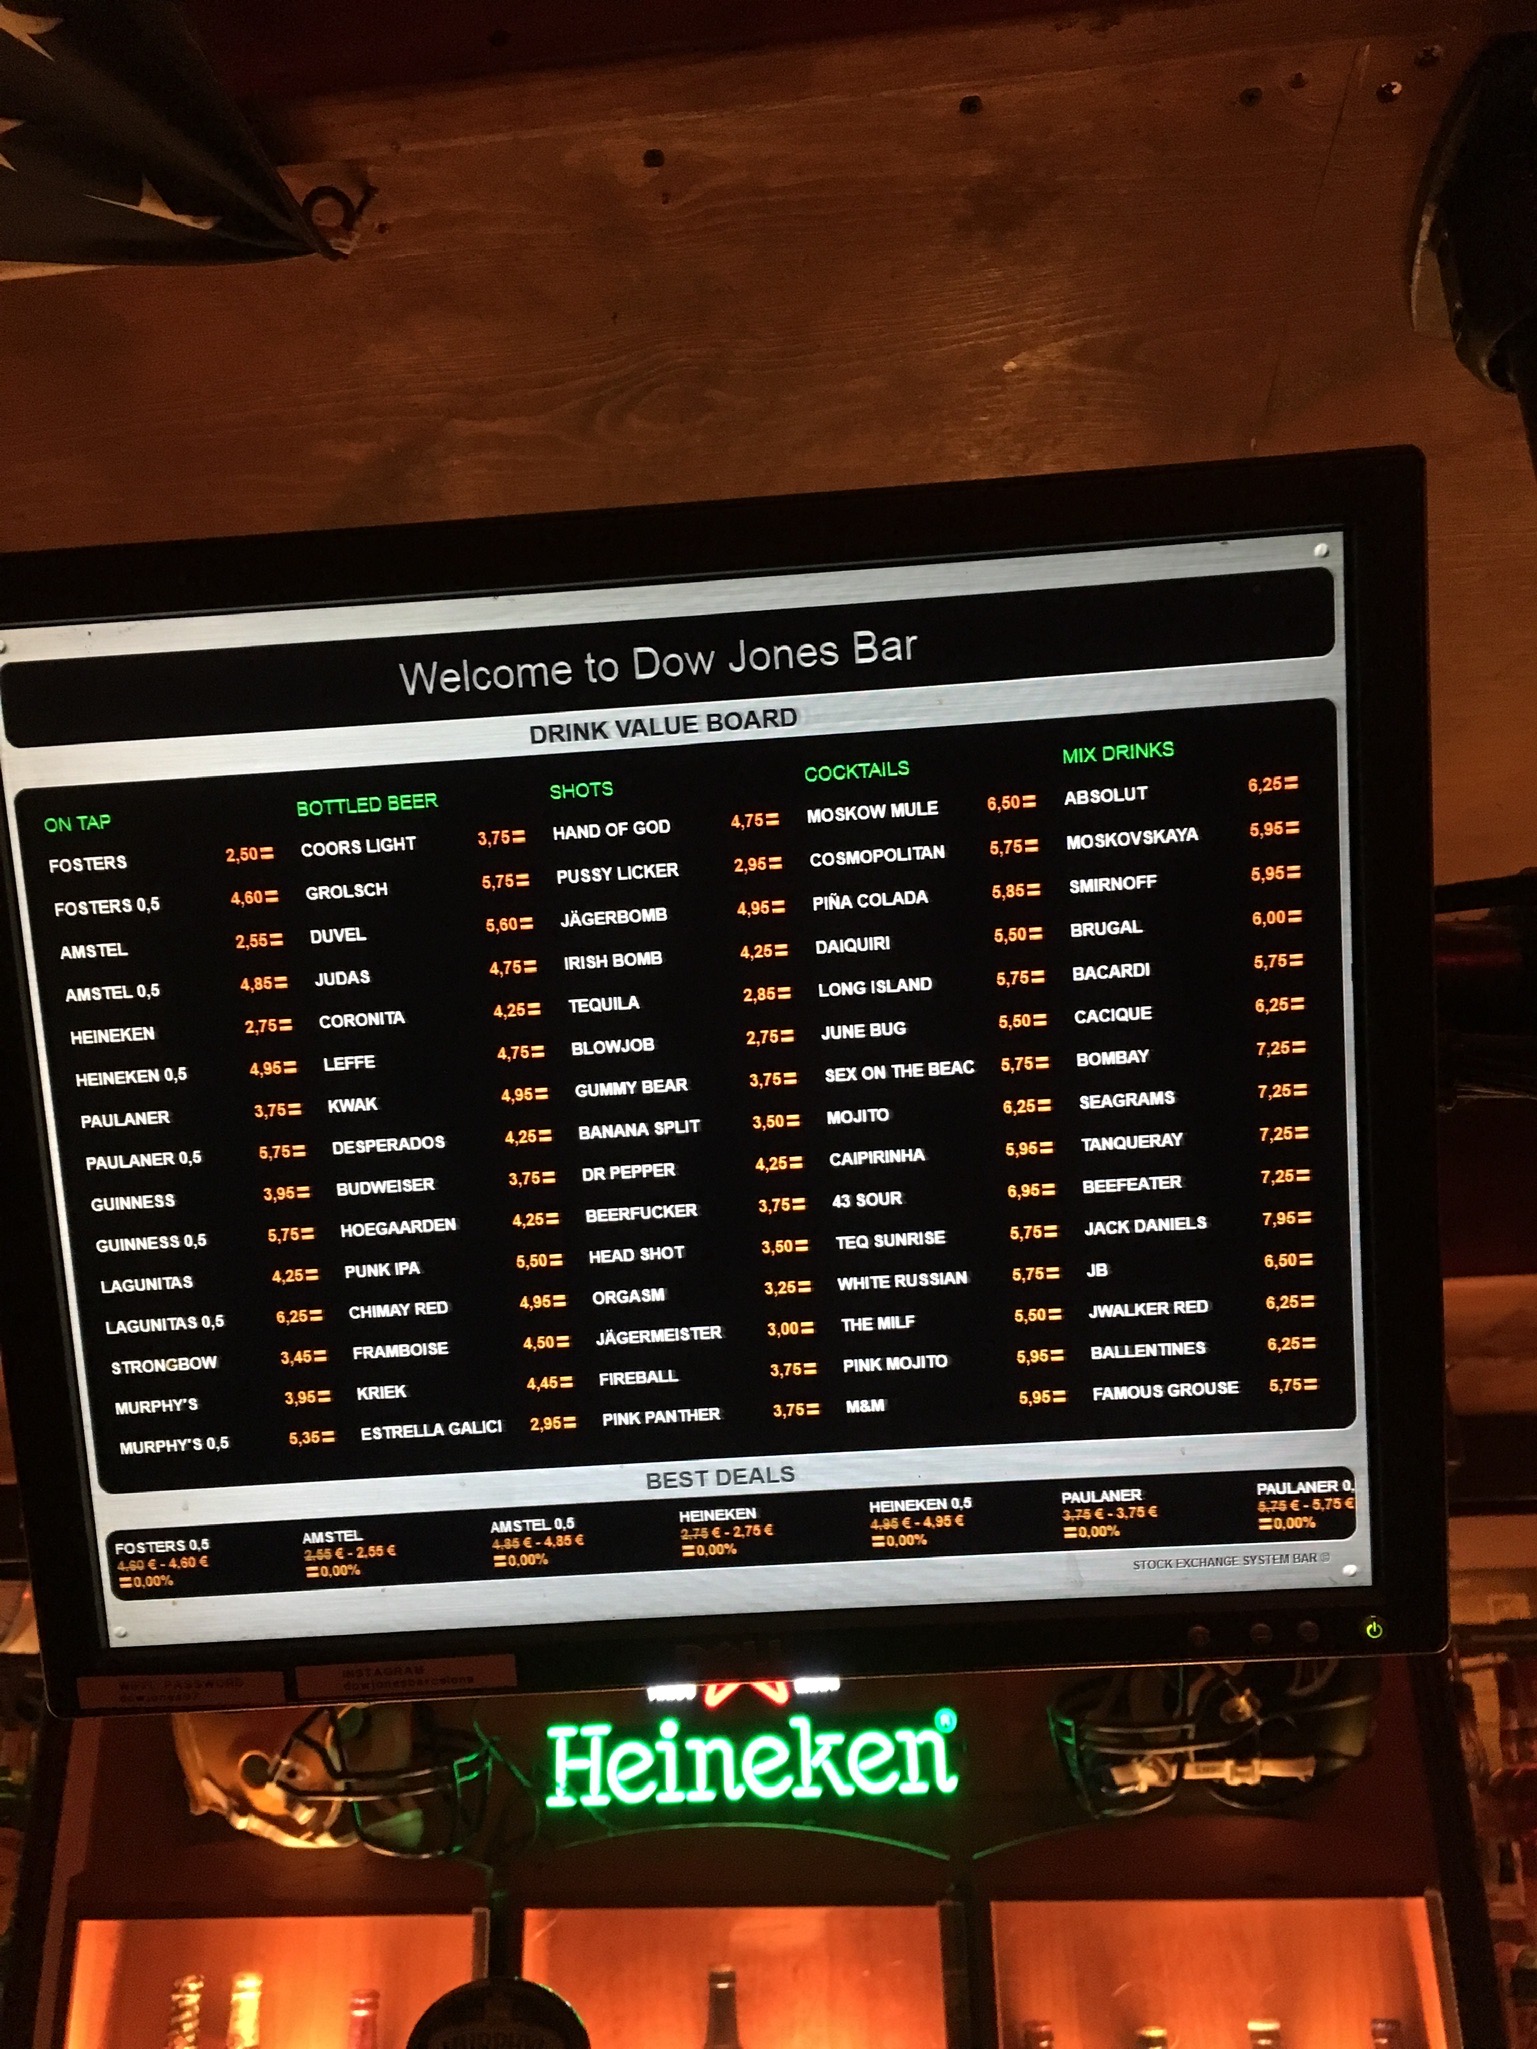 Welcome to Dow Jones Bar
DRINK VALUE BOARD
ON TAP
FOSTERS 2,50=
FOSTERS 0,5 4,60=
AMSTEL 2,55=
AMSTEL 0,5 4,85=
HEINEKEN 2,75=
HEINEKEN 0,5 4,95=
PAULANER 3,75=
PAULANER 0,5 5,75=
GUINNESS 3,95=
GUINNESS 0,5 5,75=
LAGUNITAS 4,25=
LAGUNITAS 0,5 6,25=
STRONGBOW 3,45=
MURPHY'S 3,95=
MURPHY'S 0,5 5,35=
BOTTLED BEER
COORS LIGHT 3,75=
GROLSCH 5,75=
DUVEL 5,60=
JUDAS 4,75=
CORONITA 4,25=
LEFFE 4,75=
KWAK 4,95=
DESPERADOS 4,25=
BUDWEISER 3,75=
HOEGAARDEN 4,25=
PUNK IPA 5,50=
CHIMAY RED 4,95=
FRAMBOISE 4,50=
KRIEK 4,45=
ESTRELLA GALICI 2,95=
SHOTS
HAND OF GOD 4,75=
PUSSY LICKER 2,95=
JÄGERBOMB 4,95=
IRISH BOMB 4,25=
TEQUILA 2,85=
BLOWJOB 2,75=
GUMMY BEAR 3,75=
BANANA SPLIT 3,50=
DR PEPPER 4,25=
BEERFUCKER 3,75=
HEAD SHOT 3,50=
ORGASM 3,25=
JÄGERMEISTER 3,00=
FIREBALL 3,75=
PINK PANTHER 3,75=
COCKTAILS
MOSKOW MULE 6,50=
COSMOPOLITAN 5,75=
PIÑA COLADA 5,85=
DAIQUIRI 5,50=
LONG ISLAND 5,75=
JUNE BUG 5,50=
SEX ON THE BEAC 5,75=
MOJITO 6,25=
CAIPIRINHA 5,95=
43 SOUR 6,95=
TEQ SUNRISE 5,75=
WHITE RUSSIAN 5,75=
THE MILF 5,50=
PINK MOJITO 5,95=
M&M 5,95=
MIX DRINKS
ABSOLUT 6,25=
MOSKOVSKAYA 5,95=
SMIRNOFF 5,95=
BRUGAL 6,00=
BACARDI 5,75=
CACIQUE 6,25=
BOMBAY 7,25=
SEAGRAMS 7,25=
TANQUERAY 7,25=
BEEFEATER 7,25=
JACK DANIELS 7,95=
JB 6,50=
JWALKER RED 6,25=
BALLENTINES 6,25=
FAMOUS GROUSE 5,75=
BEST DEALS
FOSTERS 0,5
4,60 € - 4,60 €
=0,00%
AMSTEL
2,55 € - 2,55 €
=0,00%
AMSTEL 0,5
4,85 € - 4,85 €
=0,00%
HEINEKEN
2,75 € - 2,75 €
=0,00%
HEINEKEN 0,5
4,95 € - 4,95 €
=0,00%
PAULANER
3,75 € - 3,75 €
=0,00%
PAULANER 0,
5,75 € - 5,75 €
=0,00%
STOCK EXCHANGE SYSTEM BAR ®
PASSWORD
INSTAGRAM
dowjonesbarcelona
Heineken®